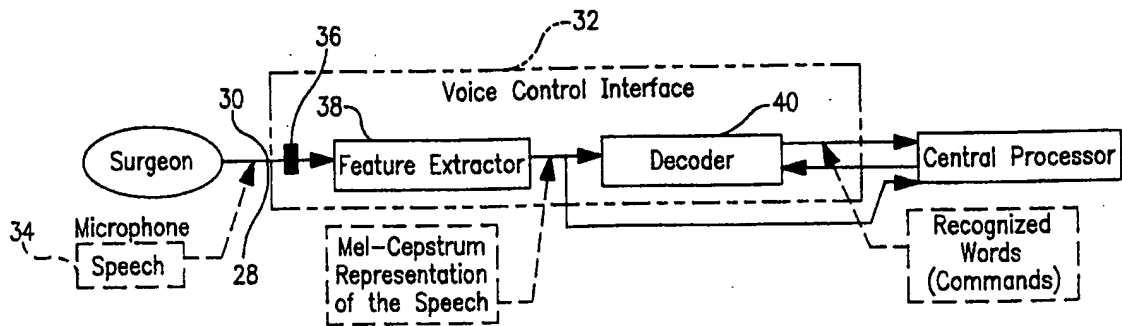 32
36
Voice Control Interface
30
38
40
Surgeon
Feature Extractor
Decoder
Central Processor
34
Microphone
Speech
28
Mel-Cepstrum
Representation
of the Speech
Recognized
Words
(Commands)